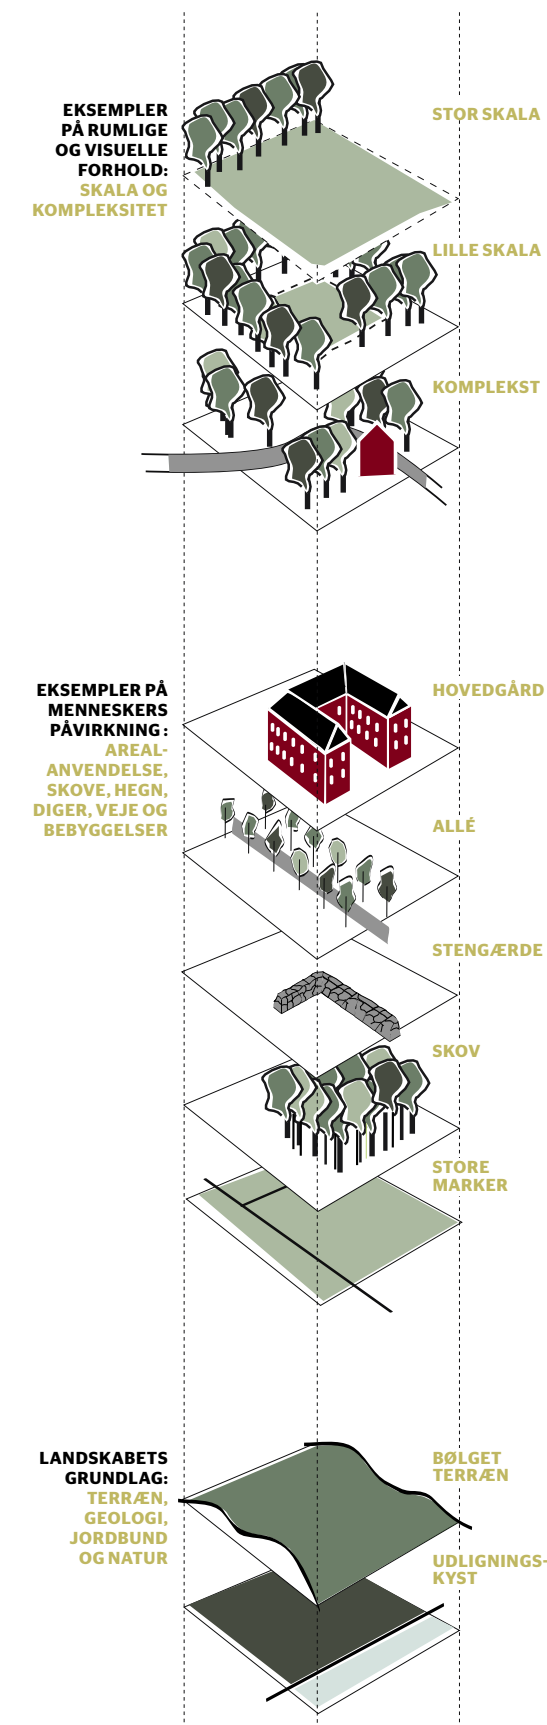 EKSEMPLER
PÅ RUMLIGE
OG VISUELLE
FORHOLD:
SKALA OG
KOMPLEKSITET
STOR SKALA
LILLE SKALA
KOMPLEKST
EKSEMPLER PÅ
MENNESKERS
PÅVIRKNING :
AREAL-
ANVENDELSE,
SKOVE, HEGN,
DIGER, VEJE OG
BEBYGGELSER
HOVEDGÅRD
ALLÉ
STENGÆRDE
SKOV
STORE
MARKER
LANDSKABETS
GRUNDLAG:
TERRÆN,
GEOLOGI,
JORDBUND
OG NATUR
BØLGET
TERRÆN
UDLIGNINGS-
KYST